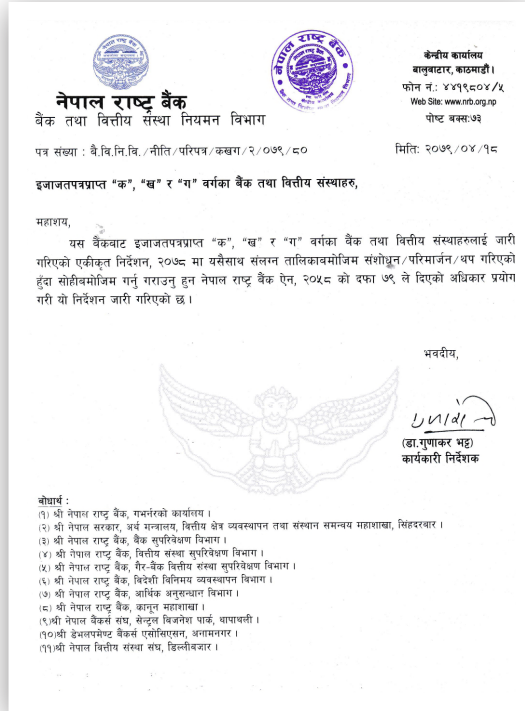 नेपाल राष्ट्र बैंक
नेपाल राष्ट्र बैंक
बैंक तथा वित्तीय संस्था नियमन विभाग
केन्द्रीय कार्यालय
बालुवाटार, काठमाडौं।
फोन नं.: ४४१९८०४/५
Web Site: www.nrb.org.np
पोष्ट बक्स:७३
पत्र संख्या : बै.वि.नि.वि./नीति/परिपत्र/कखग/२/०७९/८०
मिति: २०७९/०४/१८
इजाजतपत्रप्राप्त "क", "ख" र "ग" वर्गका बैंक तथा वित्तीय संस्थाहरु,
महाशय,
यस बैंकबाट इजाजतपत्रप्राप्त "क", "ख" र "ग" वर्गका बैंक तथा वित्तीय संस्थाहरुलाई जारी
गरिएको एकीकृत निर्देशन, २०७८ मा यसैसाथ संलग्न तालिकाबमोजिम संशोधन/परिमार्जन/थप गरिएको
हुँदा सोहीबमोजिम गर्नु गराउनु हुन नेपाल राष्ट्र बैंक ऐन, २०५८ को दफा ७९ ले दिएको अधिकार प्रयोग
गरी यो निर्देशन जारी गरिएको छ।
भवदीय,
(डा.गुणाकर भट्ट)
कार्यकारी निर्देशक
बोधार्थ :
(१) श्री नेपाल राष्ट्र बैंक, गभर्नरको कार्यालय।
(२) श्री नेपाल सरकार, अर्थ मन्त्रालय, वित्तीय क्षेत्र व्यवस्थापन तथा संस्थान समन्वय महाशाखा, सिंहदरबार।
(३) श्री नेपाल राष्ट्र बैंक, बैंक सुपरिवेक्षण विभाग।
(४) श्री नेपाल राष्ट्र बैंक, वित्तीय संस्था सुपरिवेक्षण विभाग।
(५) श्री नेपाल राष्ट्र बैंक, गैर-बैंक वित्तीय संस्था सुपरिवेक्षण विभाग।
(६) श्री नेपाल राष्ट्र बैंक, विदेशी विनिमय व्यवस्थापन विभाग।
(७) श्री नेपाल राष्ट्र बैंक, आर्थिक अनुसन्धान विभाग।
(८) श्री नेपाल राष्ट्र बैंक, कानून महाशाखा।
(९)श्री नेपाल बैंकर्स संघ, सेन्ट्रल बिजनेश पार्क, थापाथली।
(१०)श्री डेभलपमेण्ट बैंकर्स एसोसिएसन, अनामनगर।
(११)श्री नेपाल वित्तीय संस्था संघ, डिल्लीबजार।